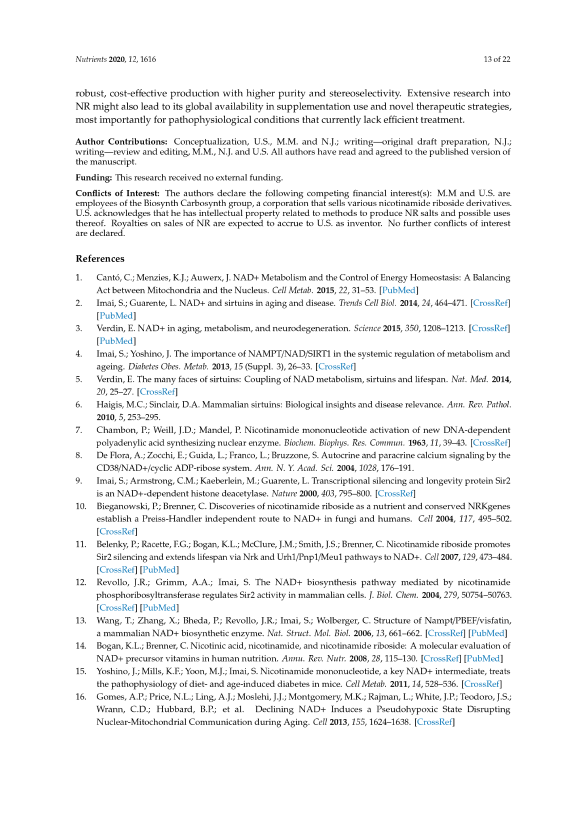 Nutrients 2020, 12, 1616
13 of 22
robust, cost-effective production with higher purity and stereoselectivity. Extensive research into
NR might also lead to its global availability in supplementation use and novel therapeutic strategies,
most importantly for pathophysiological conditions that currently lack efficient treatment.
Author Contributions: Conceptualization, U.S., M.M. and N.J.; writing—original draft preparation, N.J.;
writing—review and editing, M.M., N.J. and U.S. All authors have read and agreed to the published version of
the manuscript.
Funding: This research received no external funding.
Conflicts of Interest: The authors declare the following competing financial interest(s): M.M and U.S. are
employees of the Biosynth Carbosynth group, a corporation that sells various nicotinamide riboside derivatives.
U.S. acknowledges that he has intellectual property related to methods to produce NR salts and possible uses
thereof. Royalties on sales of NR are expected to accrue to U.S. as inventor. No further conflicts of interest
are declared.
References
1. Cantó, C.; Menzies, K.J.; Auwerx, J. NAD+ Metabolism and the Control of Energy Homeostasis: A Balancing
Act between Mitochondria and the Nucleus. Cell Metab. 2015, 22, 31–53. [PubMed]
2. Imai, S.; Guarente, L. NAD+ and sirtuins in aging and disease. Trends Cell Biol. 2014, 24, 464–471. [CrossRef]
[PubMed]
3. Verdin, E. NAD+ in aging, metabolism, and neurodegeneration. Science 2015, 350, 1208–1213. [CrossRef]
[PubMed]
4. Imai, S.; Yoshino, J. The importance of NAMPT/NAD/SIRT1 in the systemic regulation of metabolism and
ageing. Diabetes Obes. Metab. 2013, 15 (Suppl. 3), 26–33. [CrossRef]
5. Verdin, E. The many faces of sirtuins: Coupling of NAD metabolism, sirtuins and lifespan. Nat. Med. 2014,
20, 25–27. [CrossRef]
6. Haigis, M.C.; Sinclair, D.A. Mammalian sirtuins: Biological insights and disease relevance. Ann. Rev. Pathol.
2010, 5, 253–295.
7. Chambon, P.; Weill, J.D.; Mandel, P. Nicotinamide mononucleotide activation of new DNA-dependent
polyadenylic acid synthesizing nuclear enzyme. Biochem. Biophys. Res. Commun. 1963, 11, 39–43. [CrossRef]
8. De Flora, A.; Zocchi, E.; Guida, L.; Franco, L.; Bruzzone, S. Autocrine and paracrine calcium signaling by the
CD38/NAD+/cyclic ADP-ribose system. Ann. N. Y. Acad. Sci. 2004, 1028, 176–191.
9. Imai, S.; Armstrong, C.M.; Kaeberlein, M.; Guarente, L. Transcriptional silencing and longevity protein Sir2
is an NAD+-dependent histone deacetylase. Nature 2000, 403, 795–800. [CrossRef]
10. Bieganowski, P.; Brenner, C. Discoveries of nicotinamide riboside as a nutrient and conserved NRKgenes
establish a Preiss-Handler independent route to NAD+ in fungi and humans. Cell 2004, 117, 495–502.
[CrossRef]
11. Belenky, P.; Racette, F.G.; Bogan, K.L.; McClure, J.M.; Smith, J.S.; Brenner, C. Nicotinamide riboside promotes
Sir2 silencing and extends lifespan via Nrk and Urh1/Pnp1/Meu1 pathways to NAD+. Cell 2007, 129, 473–484.
[CrossRef] [PubMed]
12. Revollo, J.R.; Grimm, A.A.; Imai, S. The NAD+ biosynthesis pathway mediated by nicotinamide
phosphoribosyltransferase regulates Sir2 activity in mammalian cells. J. Biol. Chem. 2004, 279, 50754–50763.
[CrossRef] [PubMed]
13. Wang, T.; Zhang, X.; Bheda, P.; Revollo, J.R.; Imai, S.; Wolberger, C. Structure of Nampt/PBEF/visfatin,
a mammalian NAD+ biosynthetic enzyme. Nat. Struct. Mol. Biol. 2006, 13, 661–662. [CrossRef] [PubMed]
14. Bogan, K.L.; Brenner, C. Nicotinic acid, nicotinamide, and nicotinamide riboside: A molecular evaluation of
NAD+ precursor vitamins in human nutrition. Annu. Rev. Nutr. 2008, 28, 115–130. [CrossRef] [PubMed]
15. Yoshino, J.; Mills, K.F.; Yoon, M.J.; Imai, S. Nicotinamide mononucleotide, a key NAD+ intermediate, treats
the pathophysiology of diet- and age-induced diabetes in mice. Cell Metab. 2011, 14, 528–536. [CrossRef]
16. Gomes, A.P.; Price, N.L.; Ling, A.J.; Moslehi, J.J.; Montgomery, M.K.; Rajman, L.; White, J.P.; Teodoro, J.S.;
Wrann, C.D.; Hubbard, B.P.; et al. Declining NAD+ Induces a Pseudohypoxic State Disrupting
Nuclear-Mitochondrial Communication during Aging. Cell 2013, 155, 1624–1638. [CrossRef]